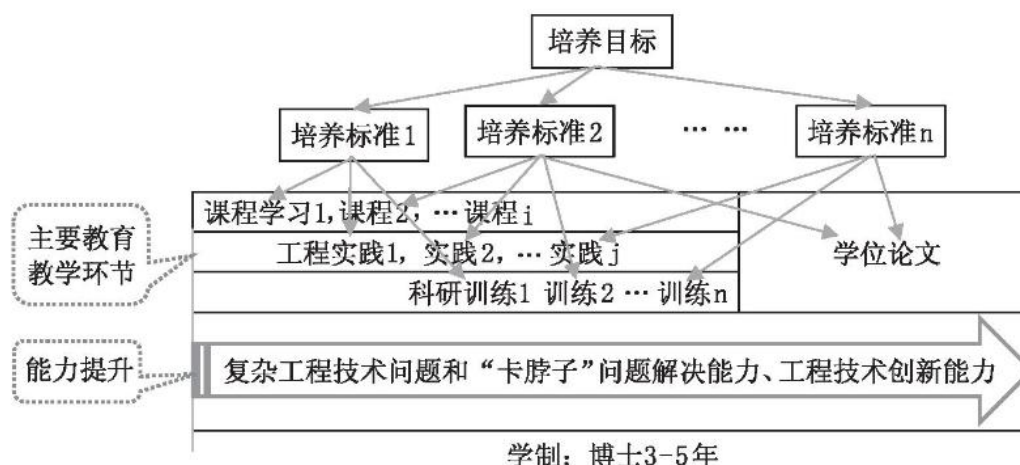 培养目标
培养标准1
培养标准2
… …
培养标准n
课程学习1,课程2, …课程i
主要教育
教学环节
工程实践1, 实践2, …实践j
学位论文
科研训练1 训练2 … 训练n
能力提升
复杂工程技术问题和“卡脖子”问题解决能力、工程技术创新能力
学制: 博士3-5年